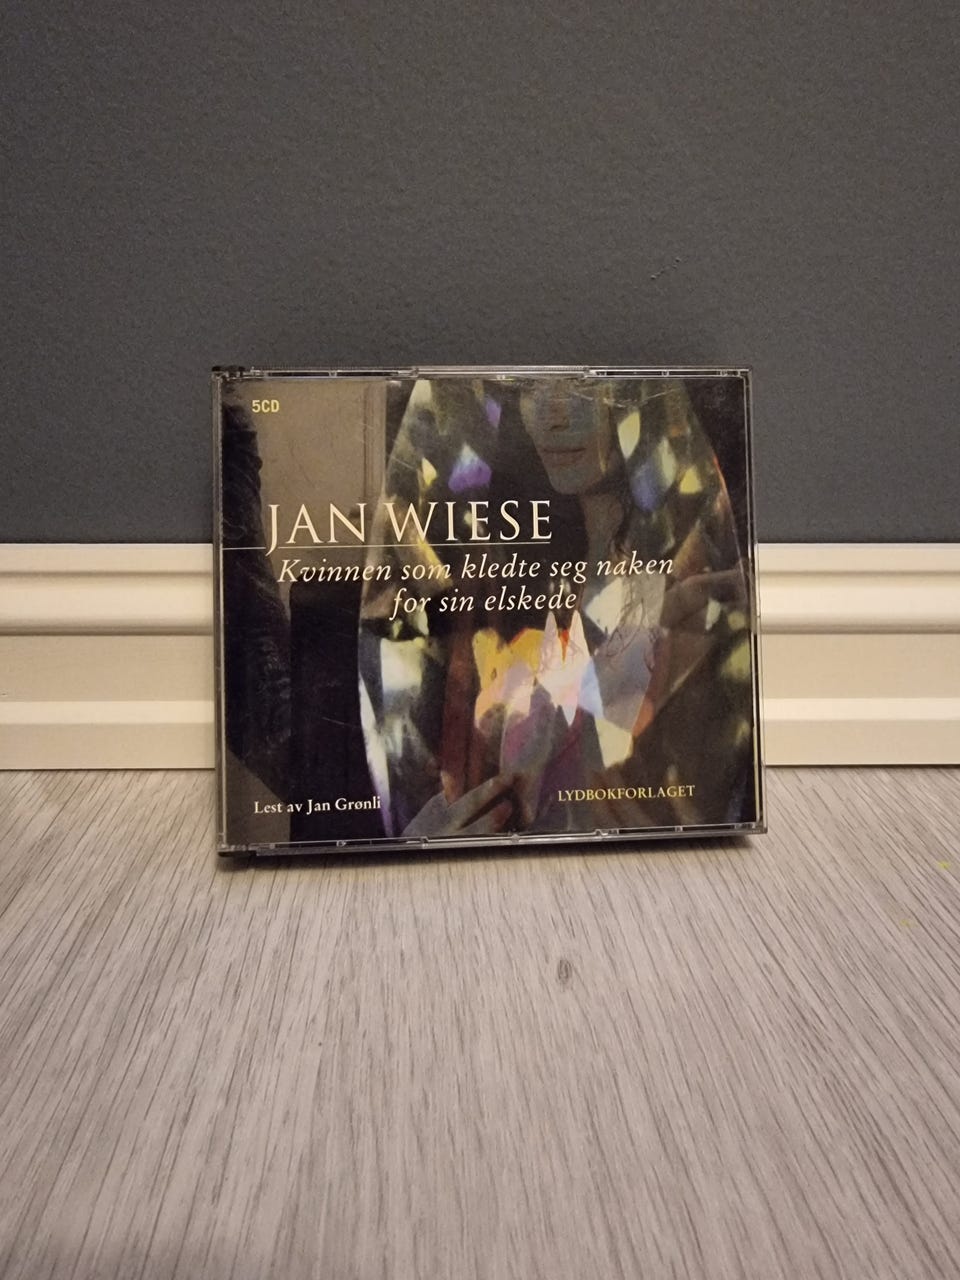 5CD
JAN WIESE
Kvinnen som kledte seg naken
for sin elskede
Lest av Jan Grønli
LYDBOKFORLAGET